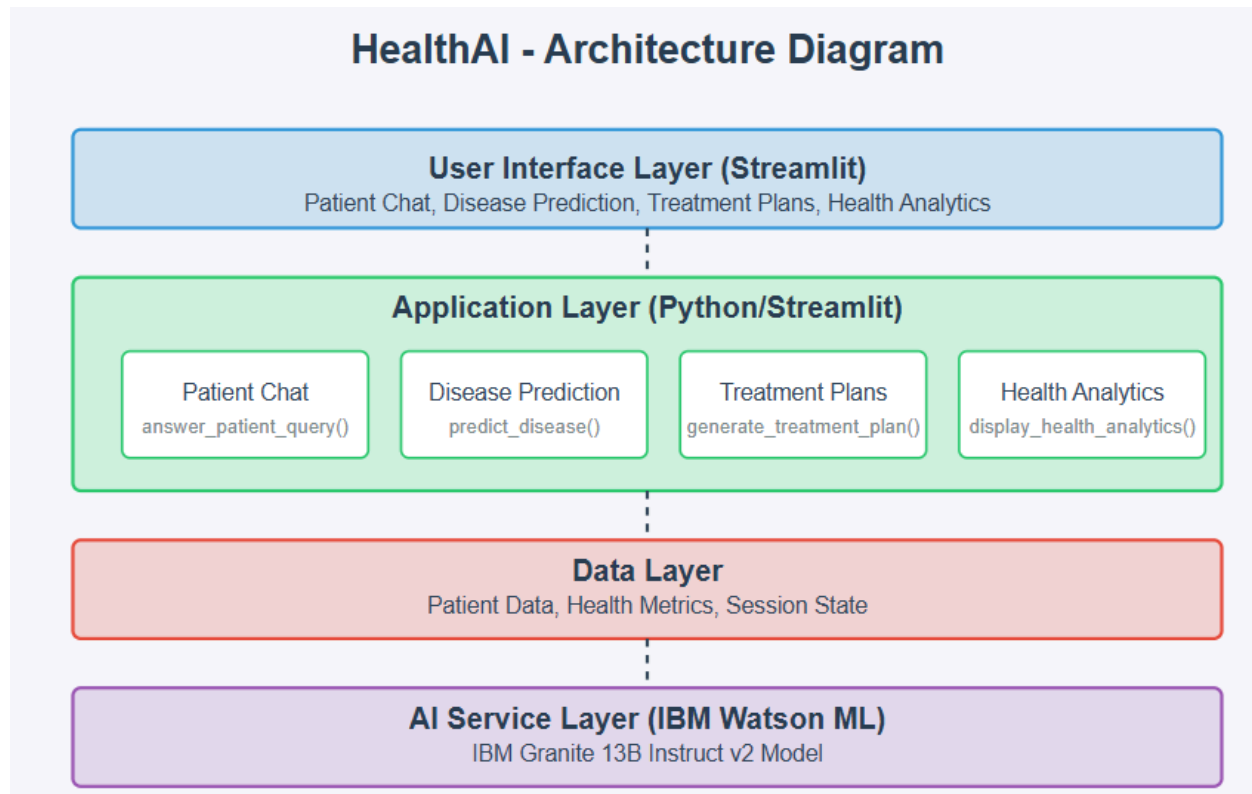 HealthAI - Architecture Diagram
User Interface Layer (Streamlit)
Patient Chat, Disease Prediction, Treatment Plans, Health Analytics
Application Layer (Python/Streamlit)
Patient Chat
answer_patient_query()
Disease Prediction
predict_disease()
Treatment Plans
generate_treatment_plan()
Health Analytics
display_health_analytics()
Data Layer
Patient Data, Health Metrics, Session State
AI Service Layer (IBM Watson ML)
IBM Granite 13B Instruct v2 Model